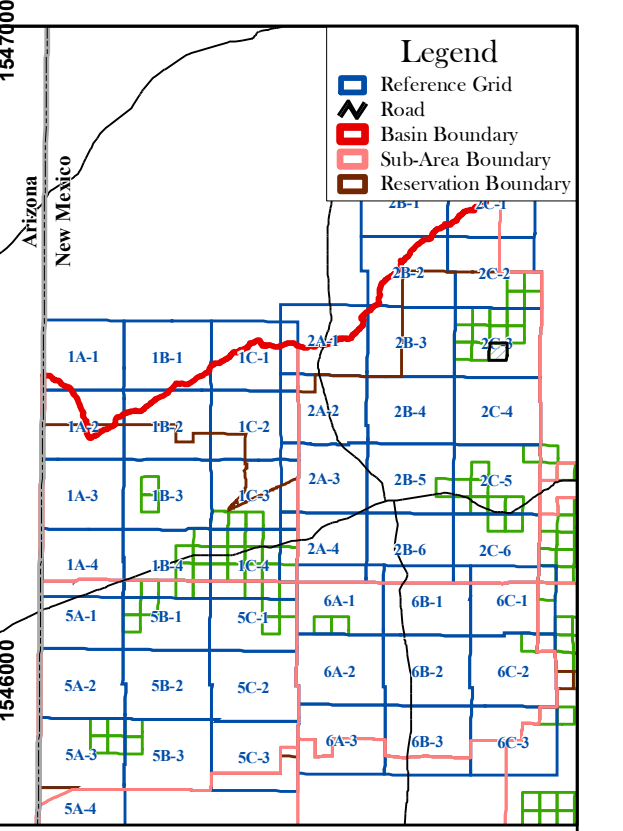 1547000
Legend
Reference Grid
Road
Basin Boundary
Sub-Area Boundary
Reservation Boundary
Arizona
New Mexico
2B-1 2C-1
2B-2 2C-2
1A-1 1B-1 1C-1 2A-1 2B-3 2C-3
1A-2 1B-2 1C-2 2A-2 2B-4 2C-4
1A-3 1B-3 1C-3 2A-3 2B-5 2C-5
1A-4 1B-4 1C-4 2A-4 2B-6 2C-6
5A-1 5B-1 5C-1 6A-1 6B-1 6C-1
1546000
5A-2 5B-2 5C-2 6A-2 6B-2 6C-2
5A-3 5B-3 5C-3 6A-3 6B-3 6C-3
5A-4